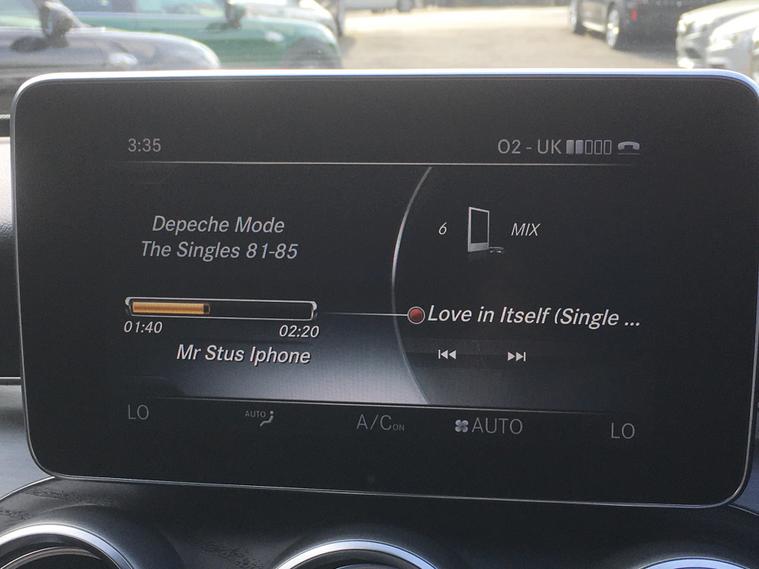 3:35
O2 - UK
Depeche Mode
The Singles 81-85
6 MIX
01:40
02:20
Love in Itself (Single ...
Mr Stus Iphone
LO
AUTO
A/C ON
AUTO
LO